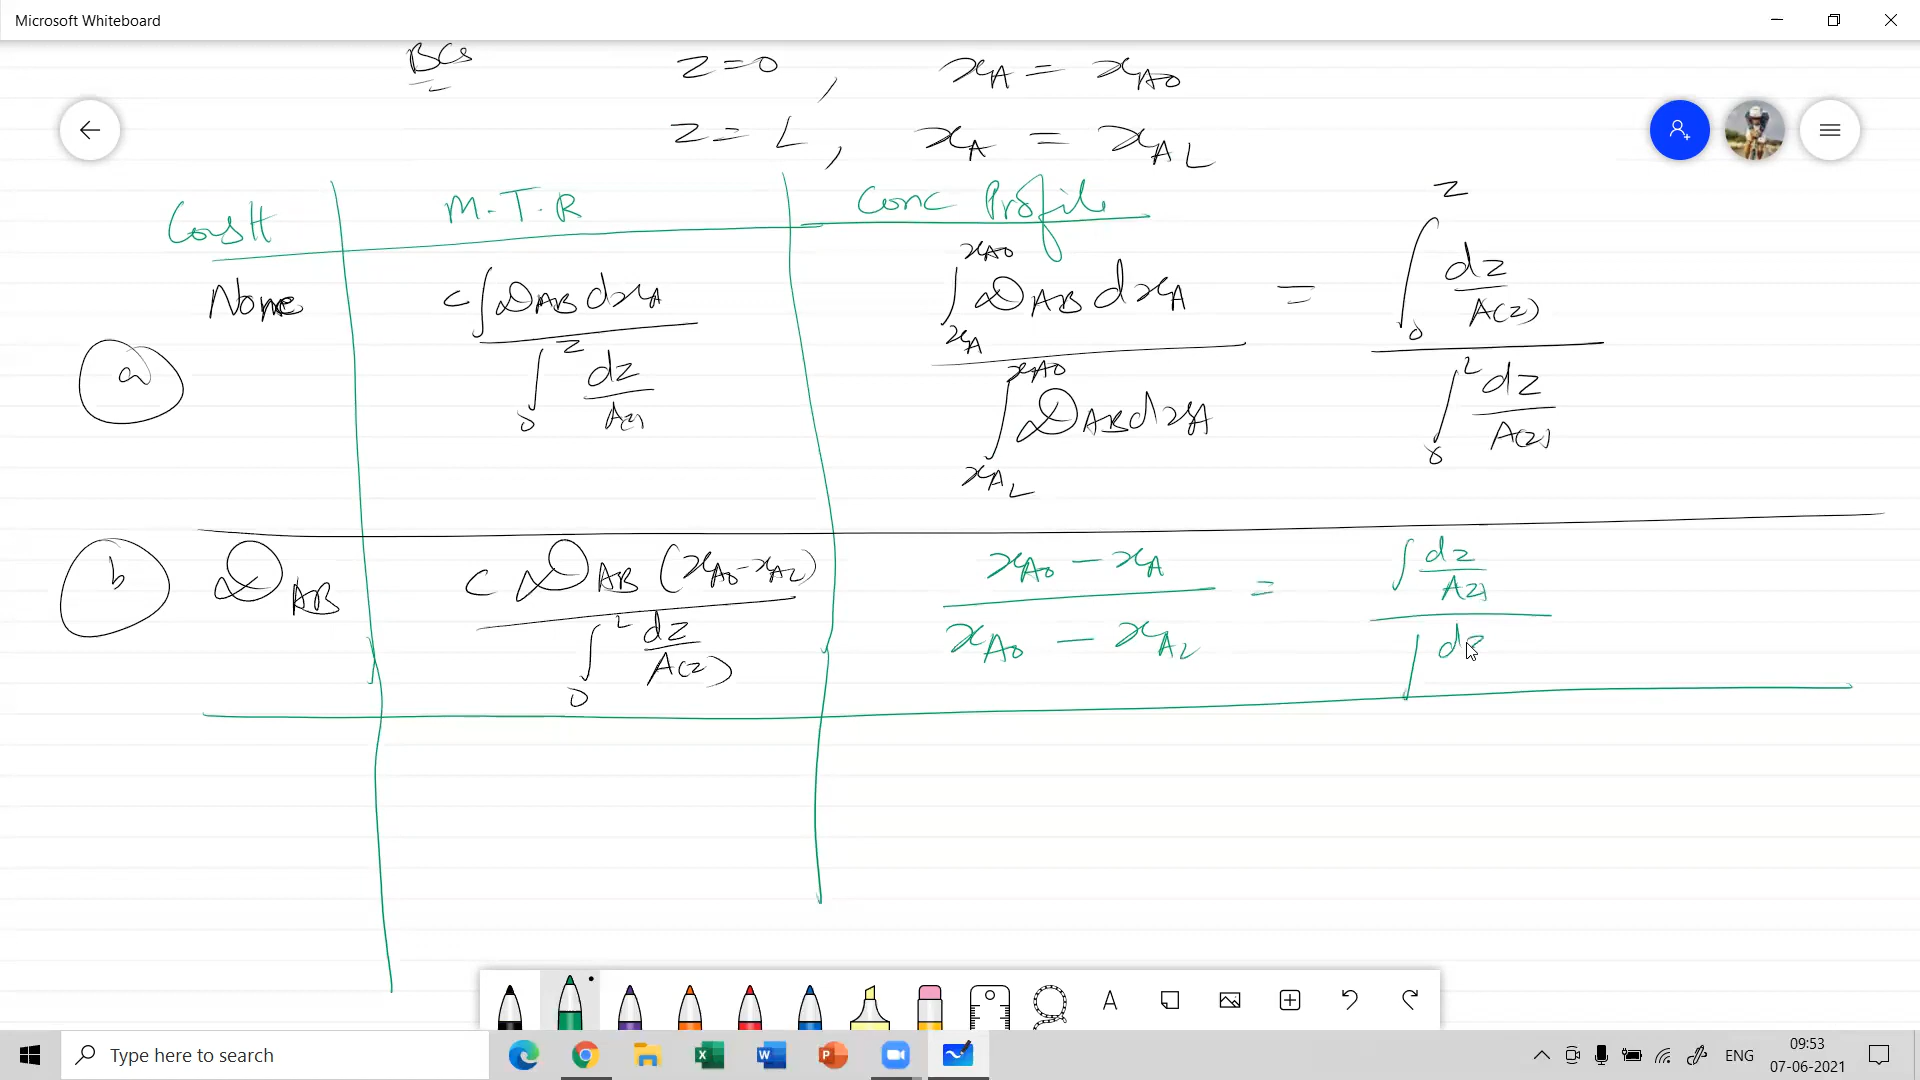 Microsoft Whiteboard
BCs z=0, x_A = x_A0
z = L, x_A = x_AL
Const M.T.R Conc Profile
None c∫𝒟_AB dx_A / ∫_0^z dz/A(z) ∫_{x_A}^{x_A0} 𝒟_AB dx_A / ∫_{x_AL}^{x_A0} 𝒟_AB dx_A = ∫_0^z dz/A(z) / ∫_0^2 dz/A(z)
a
b 𝒟_AB c 𝒟_AB (x_A0 - x_AL) / ∫_0^2 dz/A(z) x_A0 - x_A / x_A0 - x_AL = ∫ dz/A(z) / ∫ dz
A
Type here to search
ENG
09:53
07-06-2021